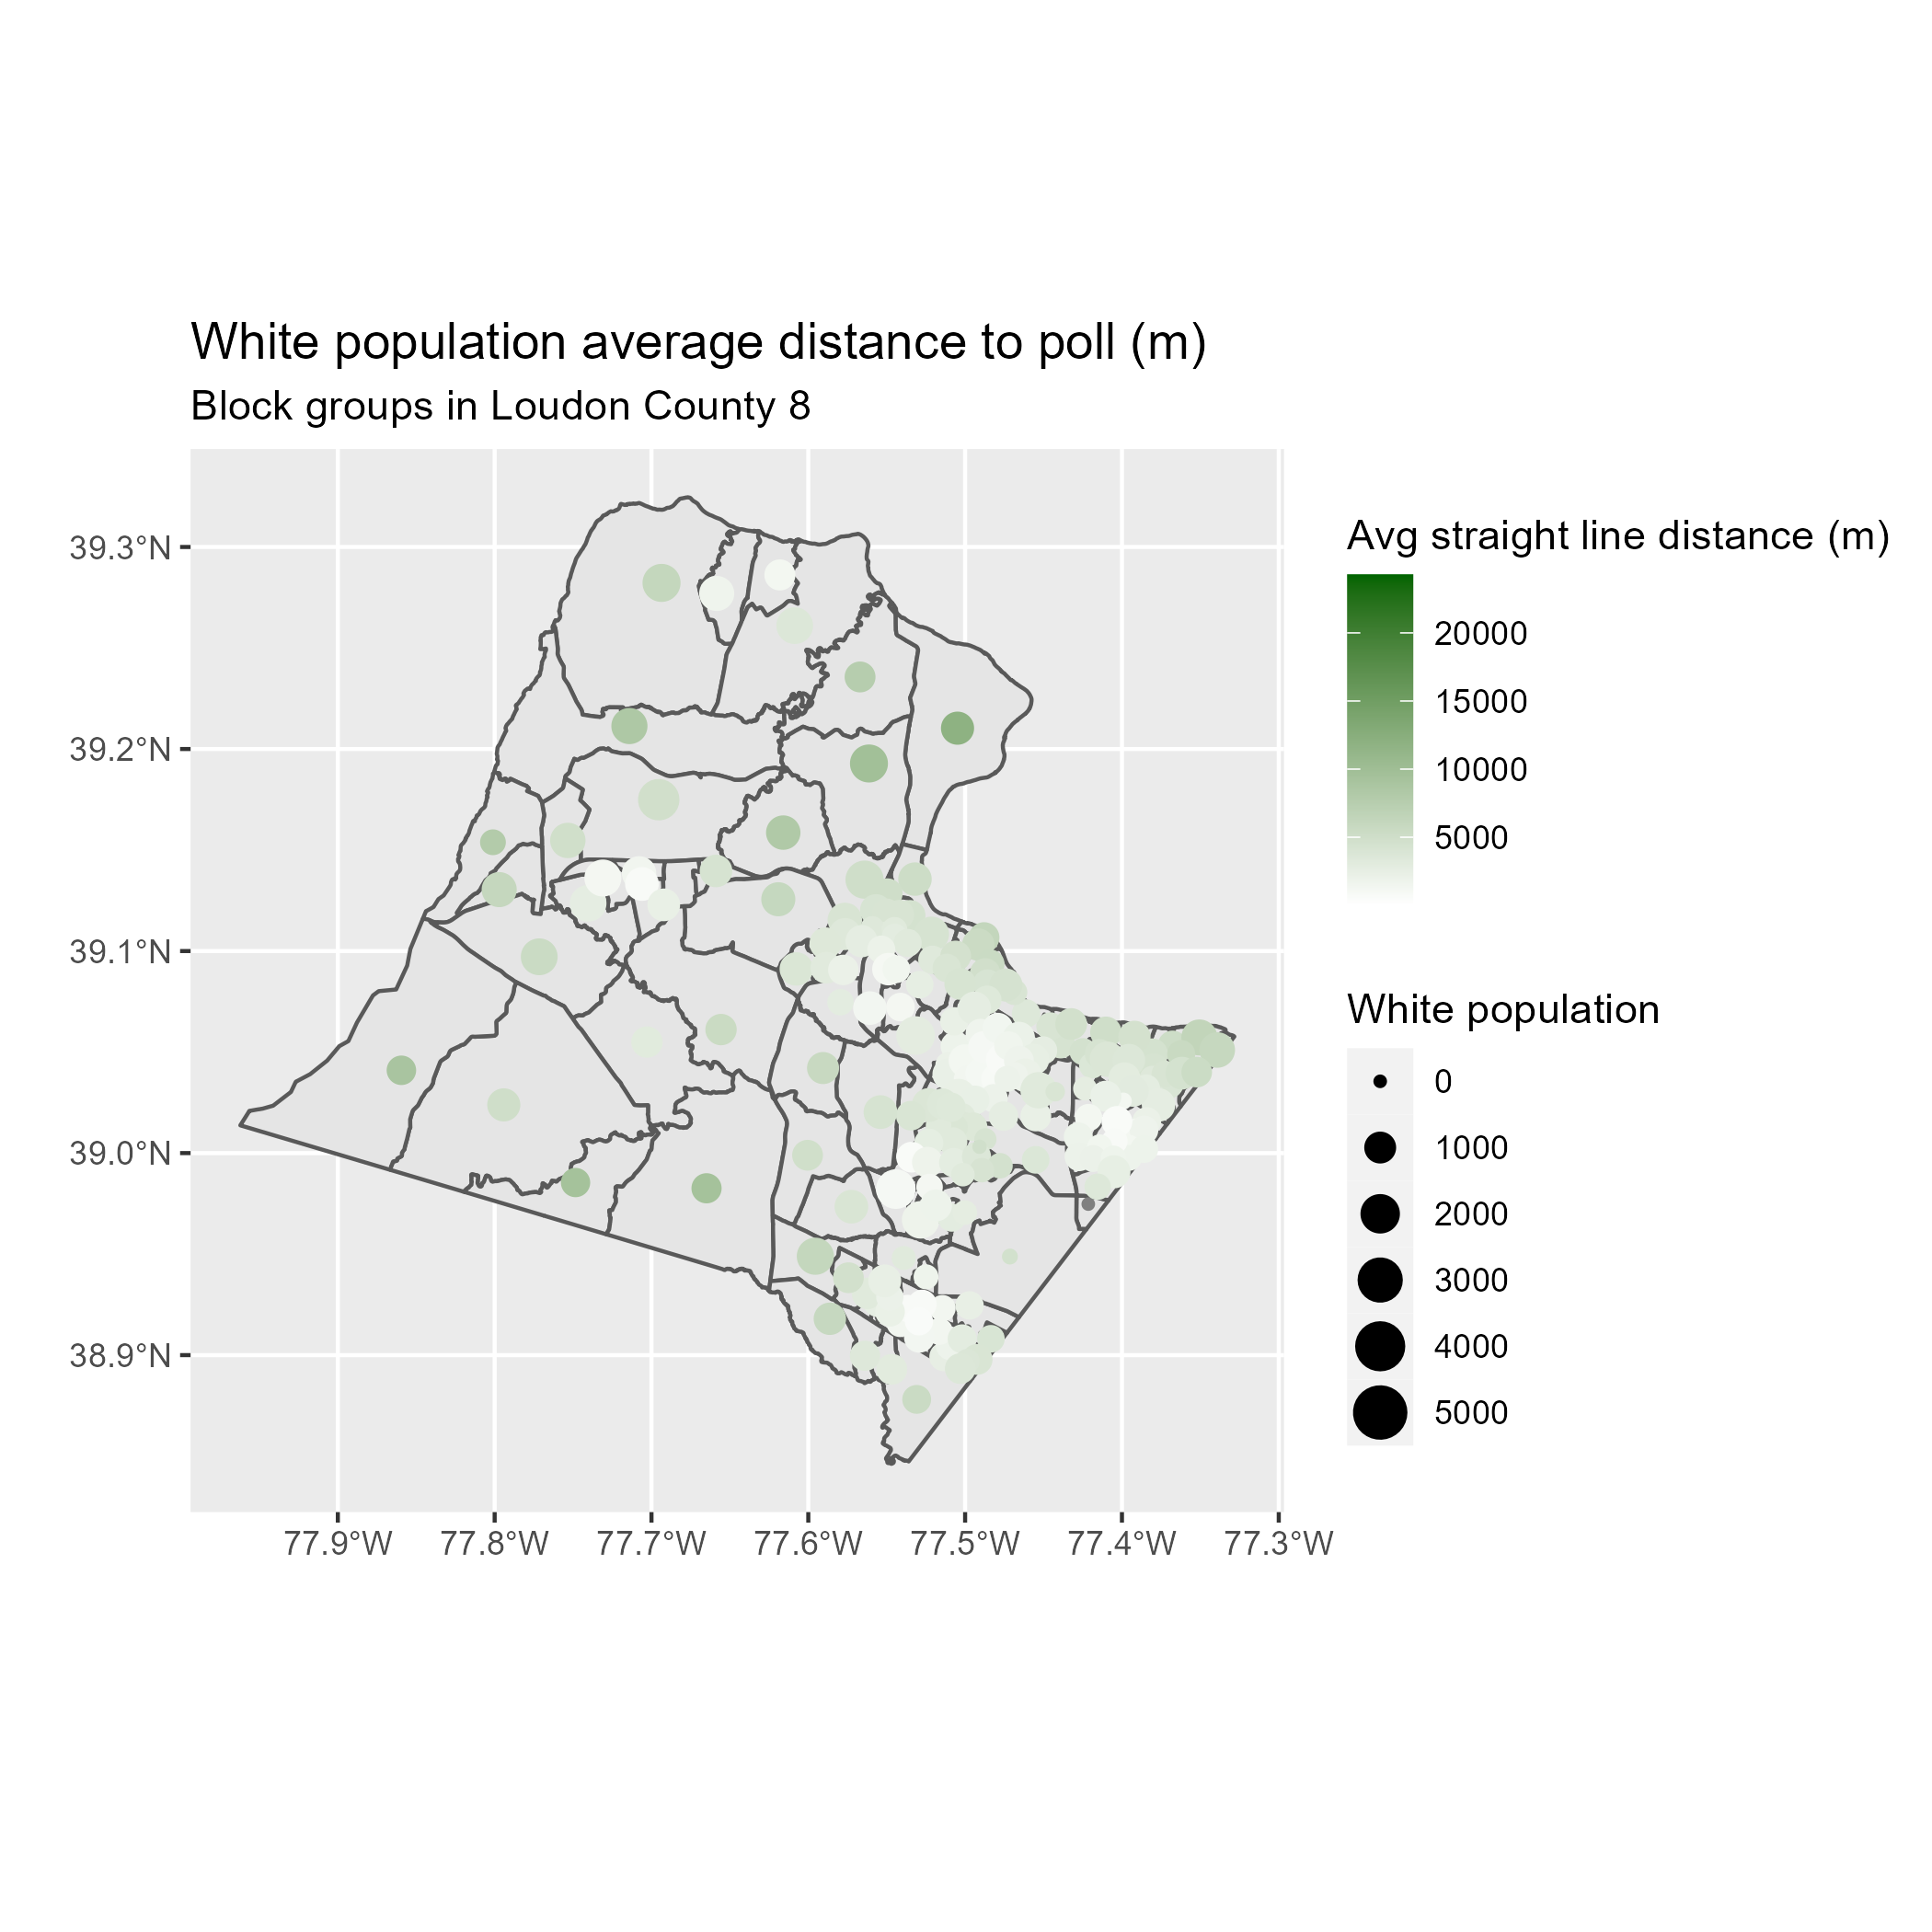 White population average distance to poll (m)
Block groups in Loudon County 8
39.3°N
39.2°N
39.1°N
39.0°N
38.9°N
77.9°W
77.8°W
77.7°W
77.6°W
77.5°W
77.4°W
77.3°W
Avg straight line distance (m)
20000
15000
10000
5000
White population
0
1000
2000
3000
4000
5000